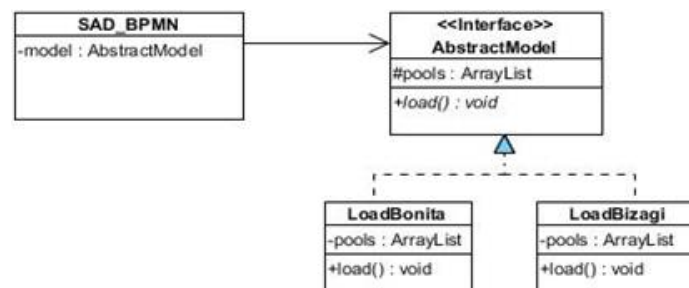 SAD_BPMN
-model : AbstractModel
<<Interface>>
AbstractModel
#pools : ArrayList
+load() : void
LoadBonita
-pools : ArrayList
+load() : void
LoadBizagi
-pools : ArrayList
+load() : void